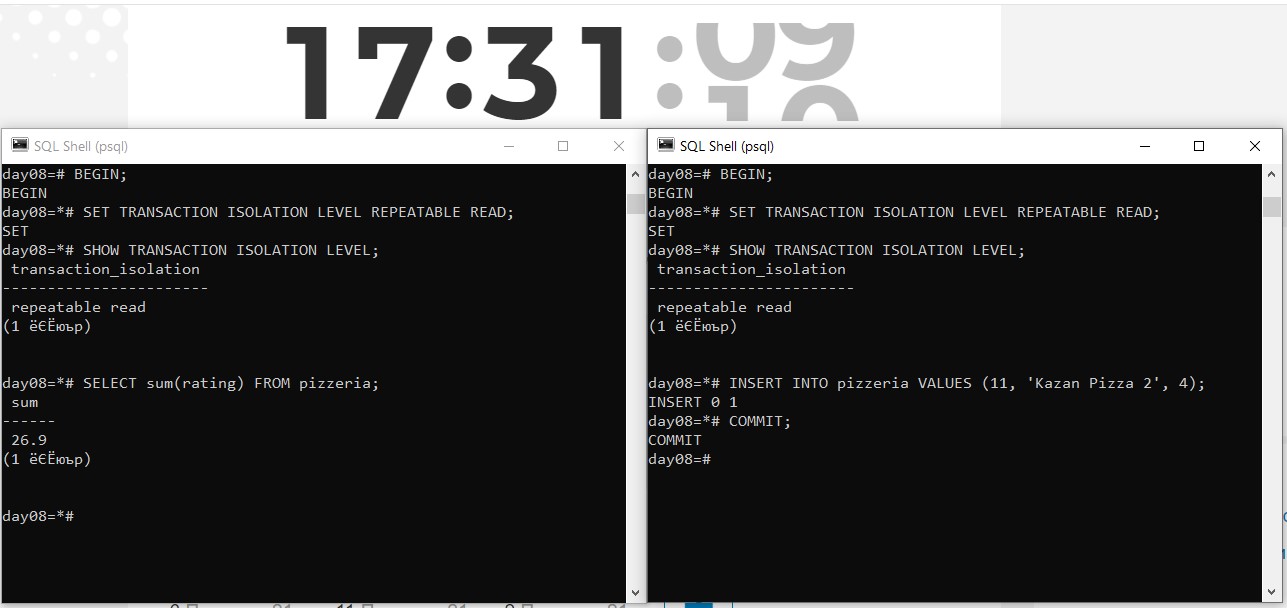 17:31:09
10
SQL Shell (psql)
day08=# BEGIN;
BEGIN
day08=*# SET TRANSACTION ISOLATION LEVEL REPEATABLE READ;
SET
day08=*# SHOW TRANSACTION ISOLATION LEVEL;
transaction_isolation
-----------------------
repeatable read
(1 ёЄЁюър)
day08=*# SELECT sum(rating) FROM pizzeria;
sum
------
26.9
(1 ёЄЁюър)
day08=*#
SQL Shell (psql)
day08=# BEGIN;
BEGIN
day08=*# SET TRANSACTION ISOLATION LEVEL REPEATABLE READ;
SET
day08=*# SHOW TRANSACTION ISOLATION LEVEL;
transaction_isolation
-----------------------
repeatable read
(1 ёЄЁюър)
day08=*# INSERT INTO pizzeria VALUES (11, 'Kazan Pizza 2', 4);
INSERT 0 1
day08=*# COMMIT;
COMMIT
day08=#